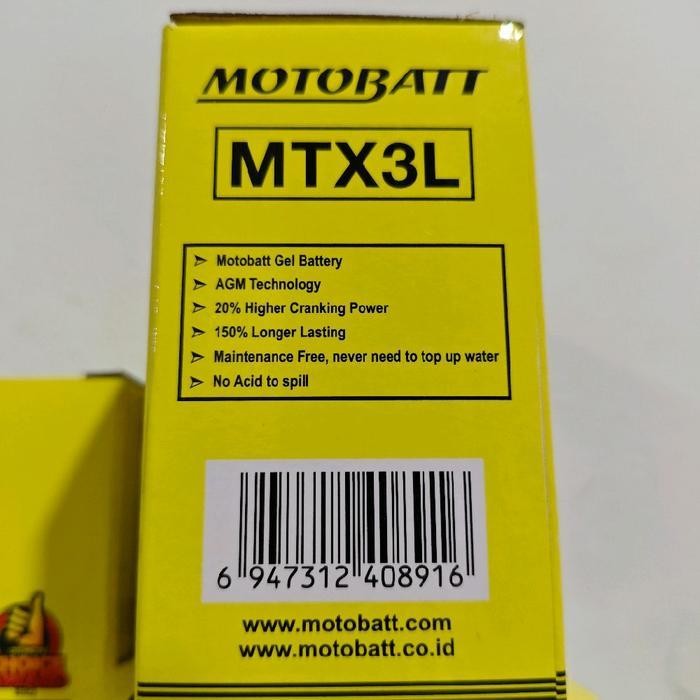 MOTOBATT
MTX3L
➢ Motobatt Gel Battery
➢ AGM Technology
➢ 20% Higher Cranking Power
➢ 150% Longer Lasting
➢ Maintenance Free, never need to top up water
➢ No Acid to spill
6 947312 408916
www.motobatt.com
www.motobatt.co.id